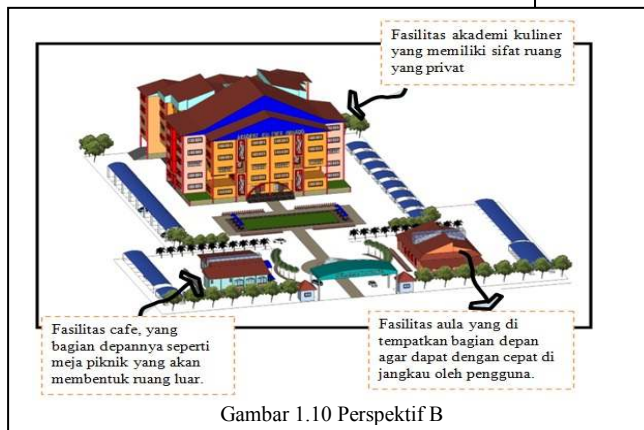 Fasilitas akademi kuliner
yang memiliki sifat ruang
yang privat
Fasilitas cafe, yang
bagian depannya seperti
meja piknik yang akan
membentuk ruang luar.
Fasilitas aula yang di
tempatkan bagian depan
agar dapat dengan cepat di
jangkau oleh pengguna.
Gambar 1.10 Perspektif B